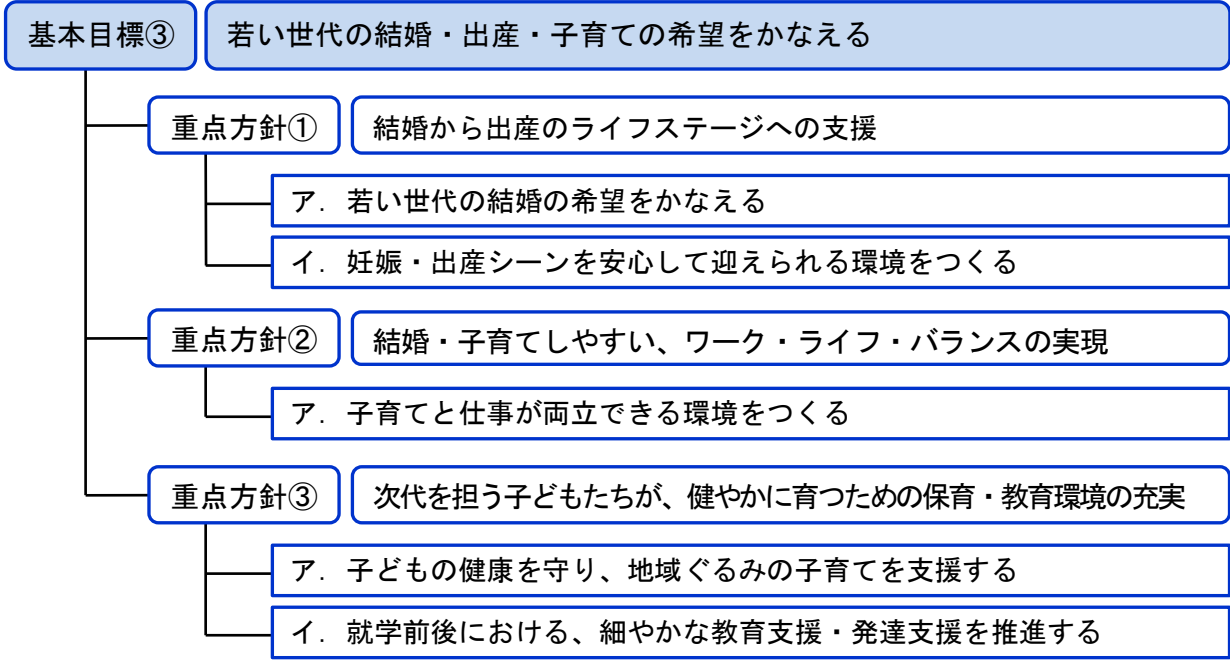 基本目標③ 若い世代の結婚・出産・子育ての希望をかなえる
重点方針① 結婚から出産のライフステージへの支援
ア．若い世代の結婚の希望をかなえる
イ．妊娠・出産シーンを安心して迎えられる環境をつくる
重点方針② 結婚・子育てしやすい、ワーク・ライフ・バランスの実現
ア．子育てと仕事が両立できる環境をつくる
重点方針③ 次代を担う子どもたちが、健やかに育つための保育・教育環境の充実
ア．子どもの健康を守り、地域ぐるみの子育てを支援する
イ．就学前後における、細やかな教育支援・発達支援を推進する